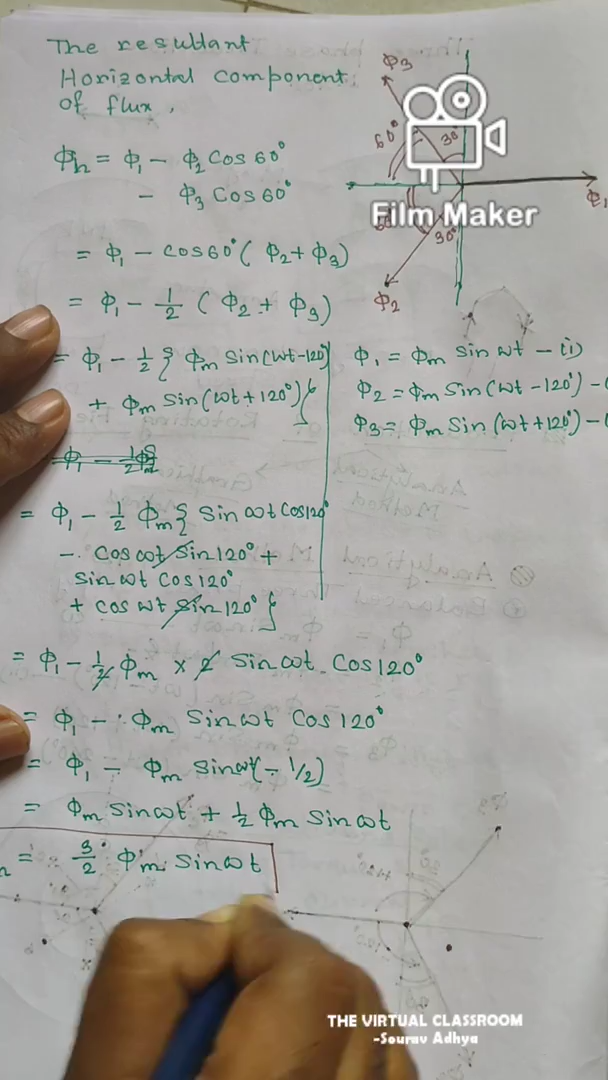 The resultant
Horizontal component
of flux,
Φh = Φ1 - Φ2 Cos 60°
- Φ3 Cos 60°
= Φ1 - cos60° ( Φ2 + Φ3)
= Φ1 - 1/2 ( Φ2 + Φ3)
= Φ1 - 1/2 { Φm Sin(ωt-120°)
+ Φm Sin(ωt+120°)}
= Φ1 - 1/2 Φm{ Sin ωt Cos120°
- Cos ωt Sin120° +
Sin ωt Cos 120°
+ Cos ωt Sin 120° }
= Φ1 - 1/2 Φm × 2 Sin ωt. Cos 120°
= Φ1 - Φm Sin ωt Cos 120°
= Φ1 - Φm Sin ωt (- 1/2)
= Φm Sin ωt + 1/2 Φm Sin ωt
= 3/2 Φm Sin ωt
Φ3
60°
30°
Φ1
30°
Φ2
Film Maker
Φ1 = Φm Sin ωt - (i)
Φ2 = Φm Sin(ωt - 120°) -
Φ3 = Φm Sin (ωt + 120°) -
THE VIRTUAL CLASSROOM
-Sourav Adhya